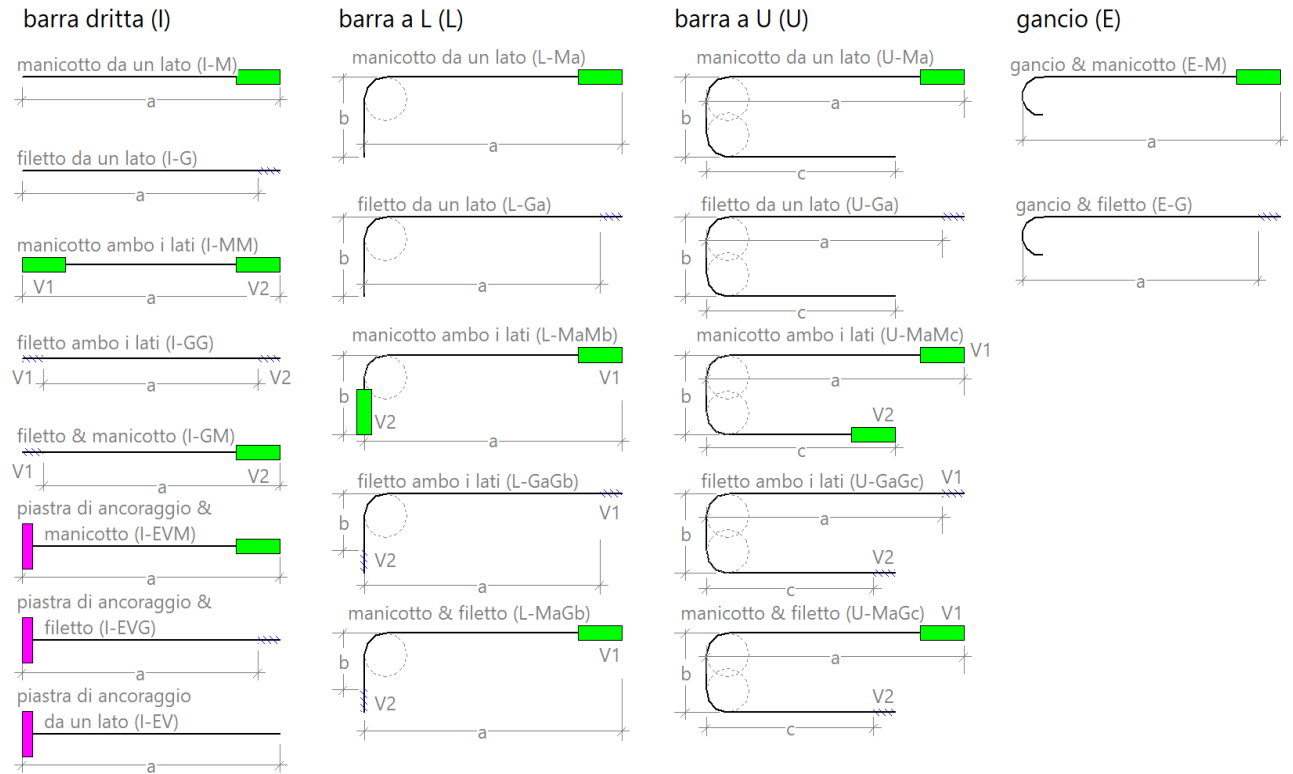 barra dritta (I)
manicotto da un lato (I-M)
a
filetto da un lato (I-G)
a
manicotto ambo i lati (I-MM)
V1
V2
a
filetto ambo i lati (I-GG)
V1
a
V2
filetto & manicotto (I-GM)
V1
V2
a
piastra di ancoraggio &
manicotto (I-EVM)
a
piastra di ancoraggio &
filetto (I-EVG)
a
piastra di ancoraggio
da un lato (I-EV)
a
barra a L (L)
manicotto da un lato (L-Ma)
b
a
filetto da un lato (L-Ga)
b
a
manicotto ambo i lati (L-MaMb)
V1
b
V2
a
filetto ambo i lati (L-GaGb)
V1
b
V2
a
manicotto & filetto (L-MaGb)
V1
b
V2
a
barra a U (U)
manicotto da un lato (U-Ma)
a
b
c
filetto da un lato (U-Ga)
a
b
c
manicotto ambo i lati (U-MaMc)
V1
a
b
V2
c
filetto ambo i lati (U-GaGc)
V1
a
b
V2
c
manicotto & filetto (U-MaGc)
V1
a
b
V2
c
gancio (E)
gancio & manicotto (E-M)
a
gancio & filetto (E-G)
a